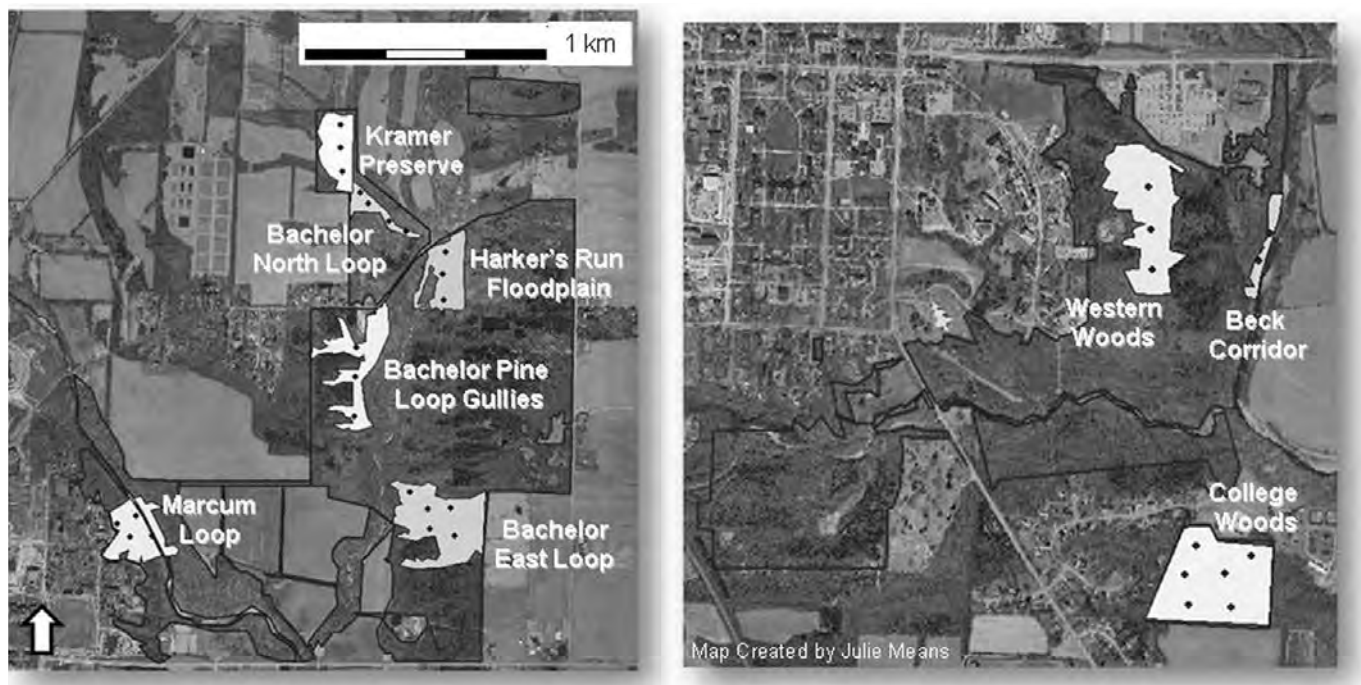 1 km
Kramer
Preserve
Bachelor
North Loop
Harker's Run
Floodplain
Bachelor Pine
Loop Gullies
Marcum
Loop
Bachelor
East Loop
Western
Woods
Beck
Corridor
College
Woods
Map Created by Julie Means